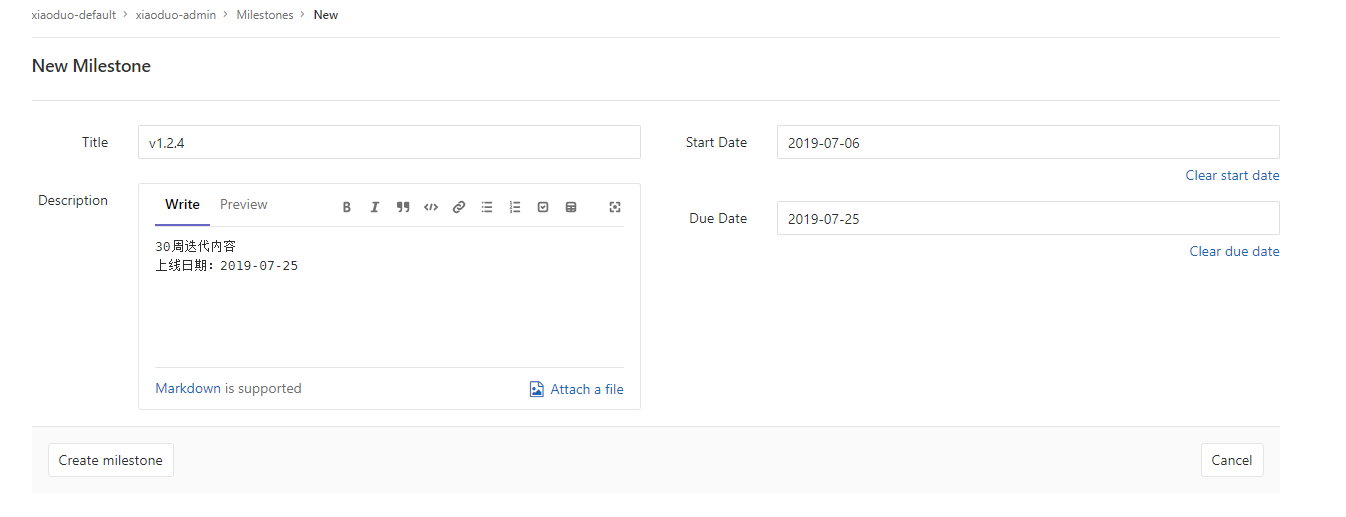 xiaoduo-default > xiaoduo-admin > Milestones > New
New Milestone
Title
v1.2.4
Start Date
2019-07-06
Clear start date
Description
Write Preview
Due Date
2019-07-25
Clear due date
30周迭代内容
上线日期：2019-07-25
Markdown is supported
Attach a file
Create milestone
Cancel